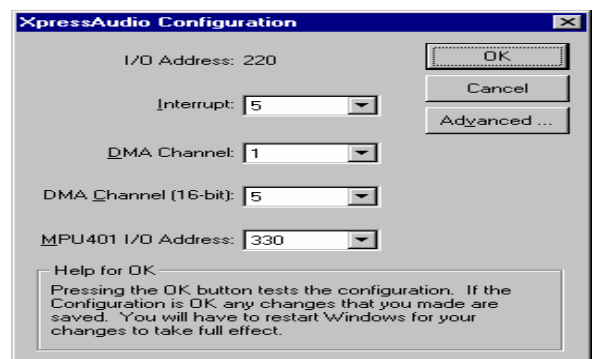 XpressAudio Configuration
I/O Address: 220
OK
Cancel
Interrupt: 5
Advanced ...
DMA Channel: 1
DMA Channel (16-bit): 5
MPU401 I/O Address: 330
Help for OK
Pressing the OK button tests the configuration. If the
Configuration is OK any changes that you made are
saved. You will have to restart Windows for your
changes to take full effect.